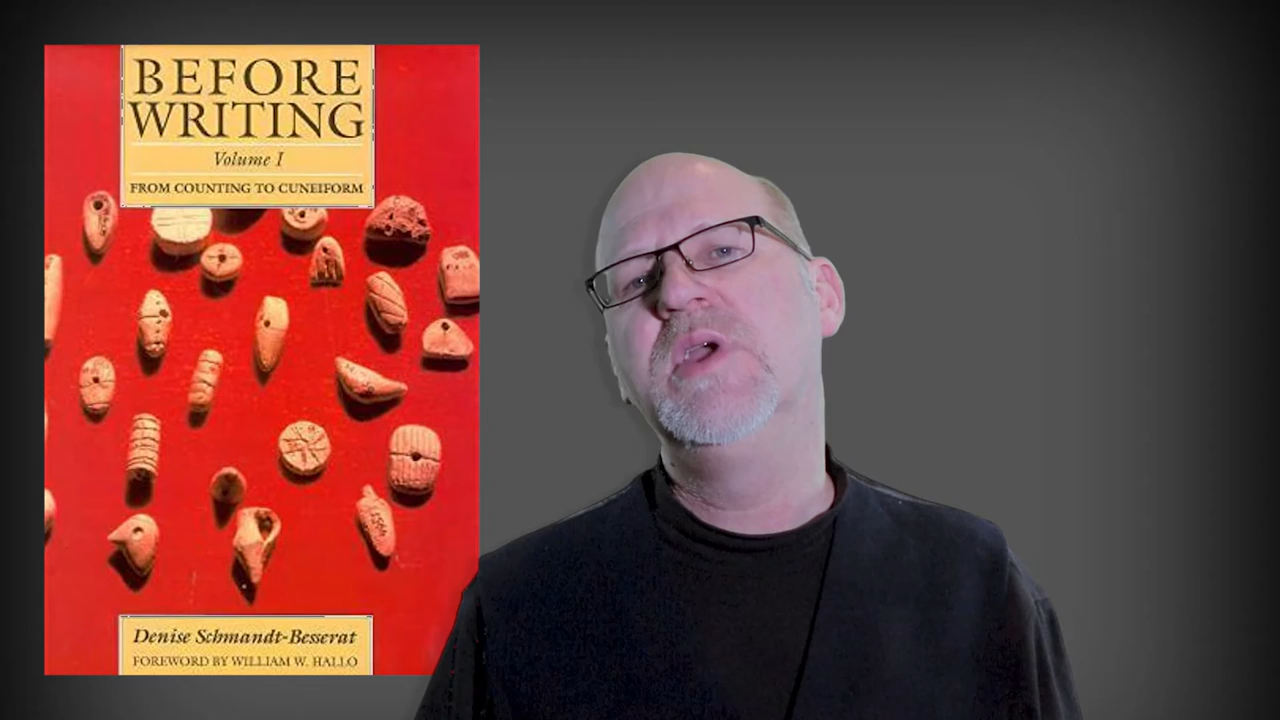 BEFORE
WRITING
Volume I
FROM COUNTING TO CUNEIFORM
Denise Schmandt-Besserat
FOREWORD BY WILLIAM W. HALLO